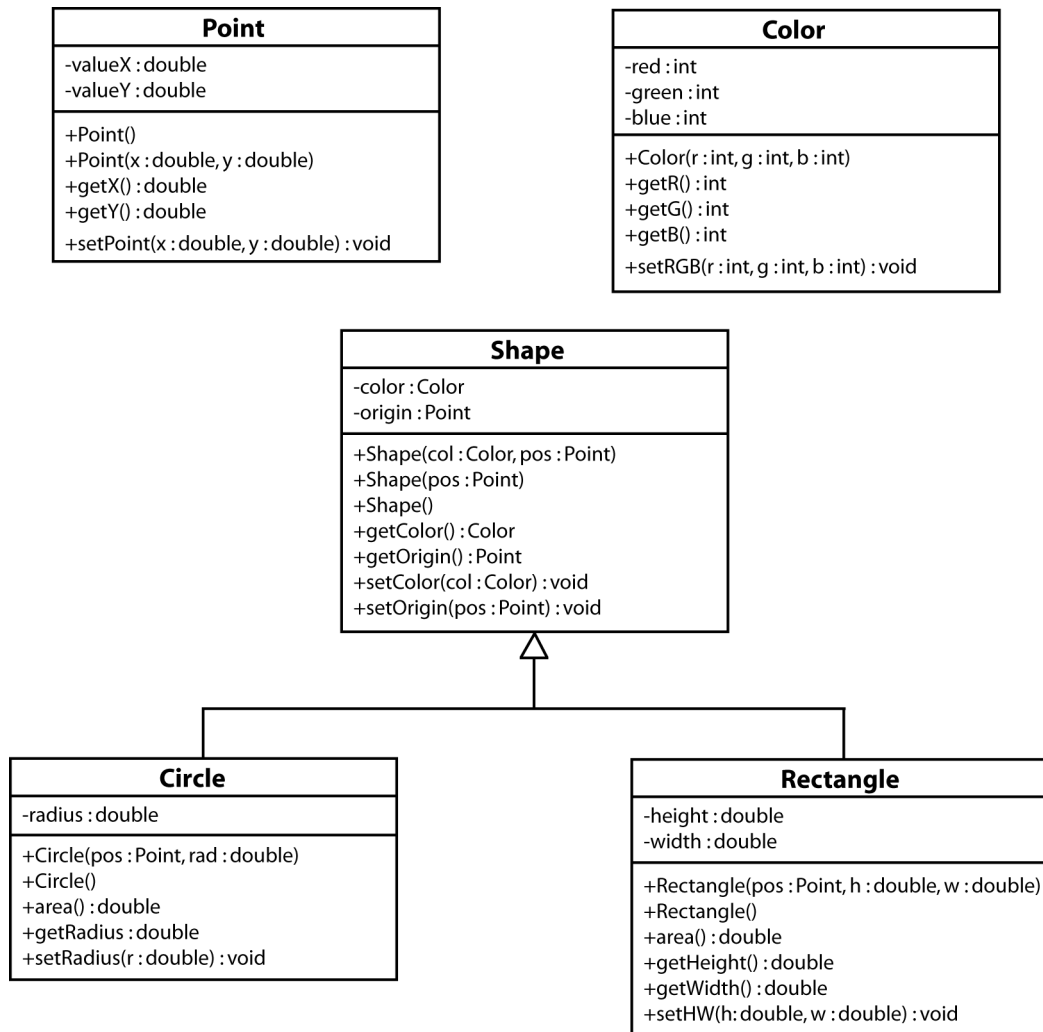 Point
-valueX : double
-valueY : double
+Point()
+Point(x : double, y : double)
+getX() : double
+getY() : double
+setPoint(x : double, y : double) : void
Color
-red : int
-green : int
-blue : int
+Color(r : int, g : int, b : int)
+getR() : int
+getG() : int
+getB() : int
+setRGB(r : int, g : int, b : int) : void
Shape
-color : Color
-origin : Point
+Shape(col : Color, pos : Point)
+Shape(pos : Point)
+Shape()
+getColor() : Color
+getOrigin() : Point
+setColor(col : Color) : void
+setOrigin(pos : Point) : void
Circle
-radius : double
+Circle(pos : Point, rad : double)
+Circle()
+area() : double
+getRadius : double
+setRadius(r : double) : void
Rectangle
-height : double
-width : double
+Rectangle(pos : Point, h : double, w : double)
+Rectangle()
+area() : double
+getHeight() : double
+getWidth() : double
+setHW(h: double, w : double) : void